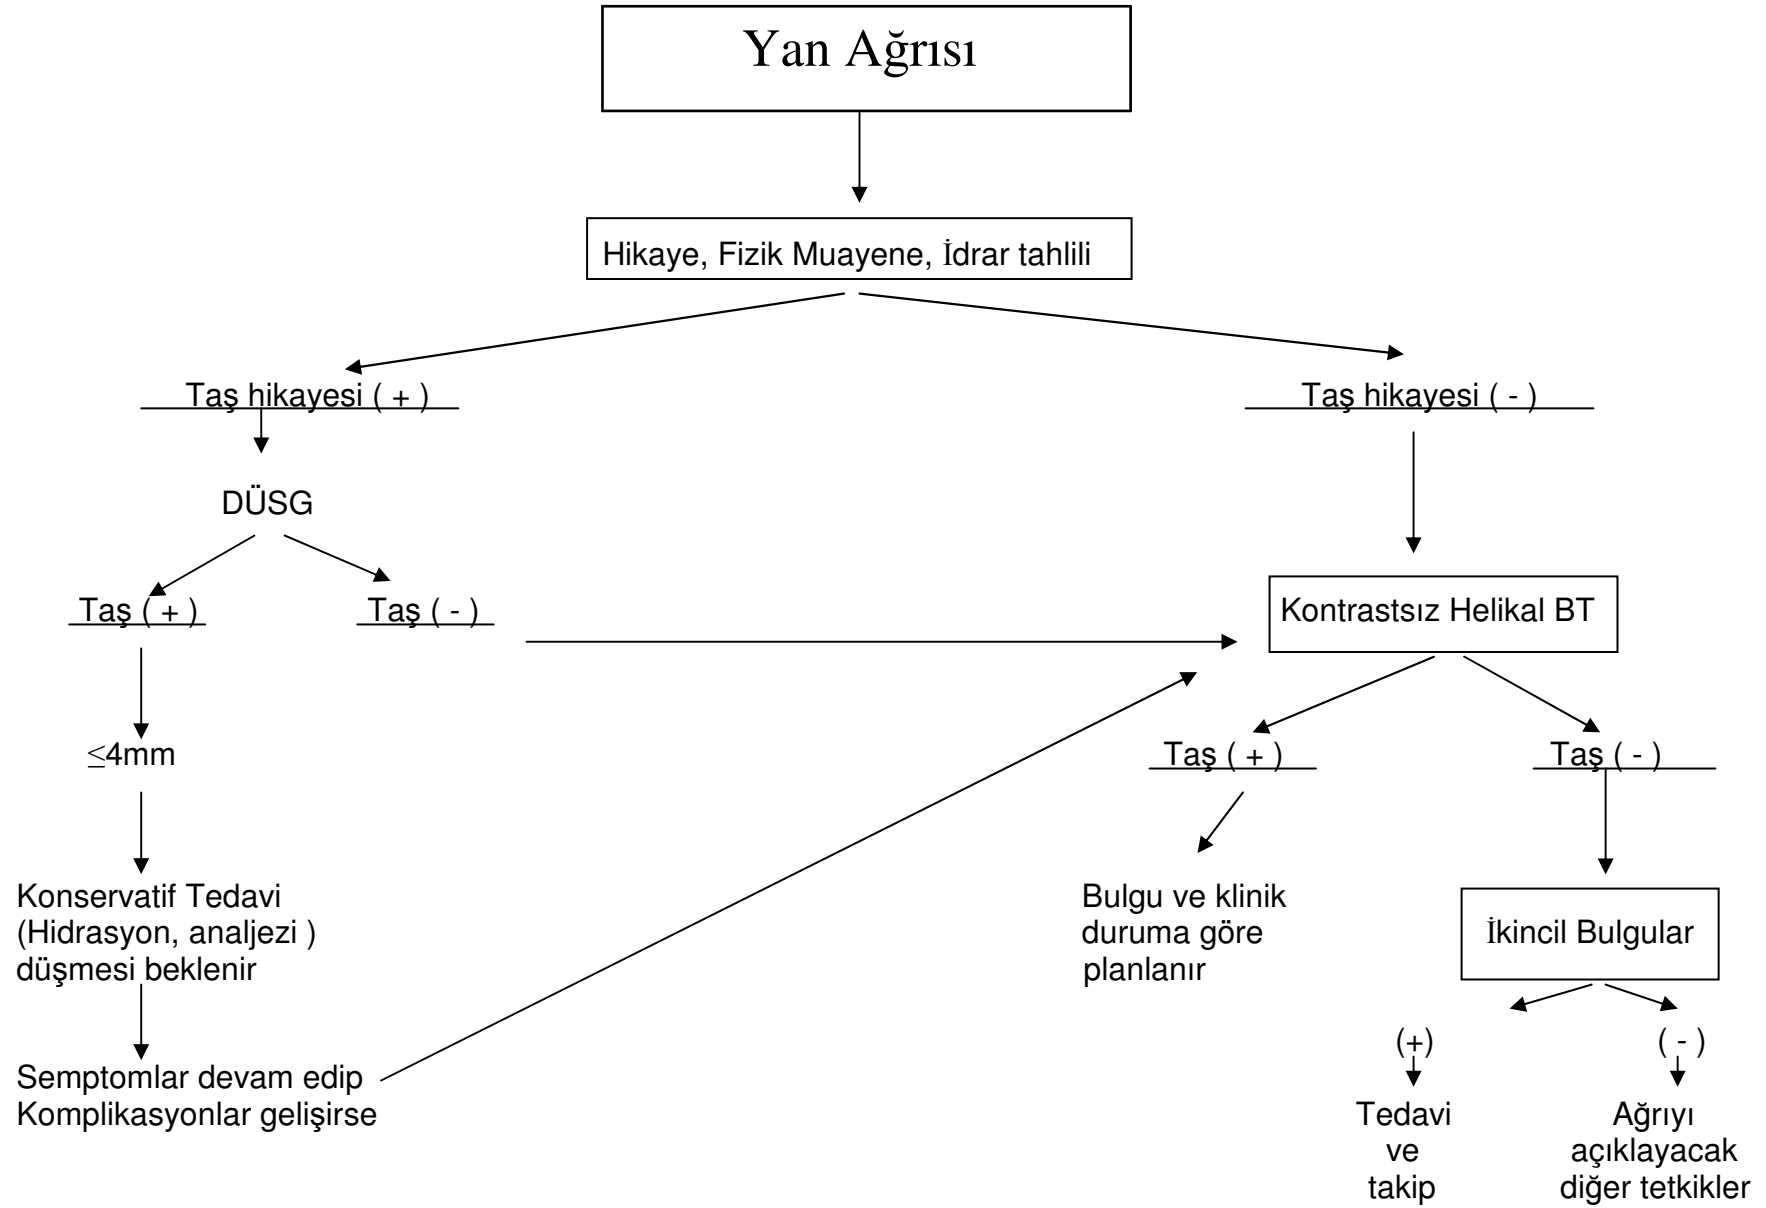 Yan Ağrısı
Hikaye, Fizik Muayene, İdrar tahlili
Taş hikayesi ( + )
Taş hikayesi ( - )
DÜSG
Taş ( + )
Taş ( - )
Kontrastsız Helikal BT
≤4mm
Taş ( + )
Taş ( - )
Konservatif Tedavi
(Hidrasyon, analjezi )
düşmesi beklenir
Bulgu ve klinik
duruma göre
planlanır
İkincil Bulgular
Semptomlar devam edip
Komplikasyonlar gelişirse
(+)
( - )
Tedavi
ve
takip
Ağrıyı
açıklayacak
diğer tetkikler